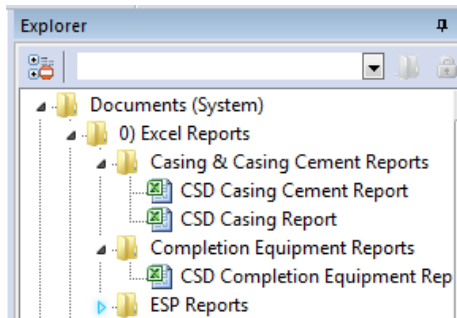 Explorer
Documents (System)
0) Excel Reports
Casing & Casing Cement Reports
CSD Casing Cement Report
CSD Casing Report
Completion Equipment Reports
CSD Completion Equipment Rep
ESP Reports